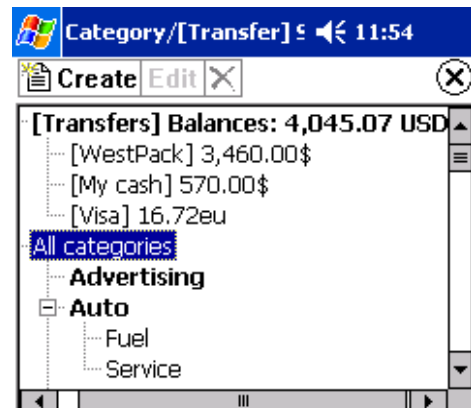 Category/[Transfer] S 11:54
Create Edit
[Transfers] Balances: 4,045.07 USD
[WestPack] 3,460.00$
[My cash] 570.00$
[Visa] 16.72eu
All categories
Advertising
Auto
Fuel
Service